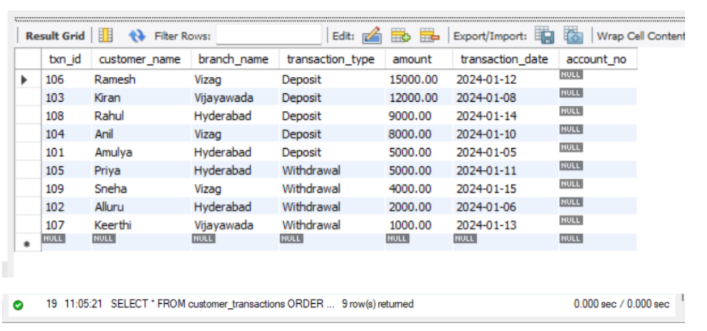 Result Grid Filter Rows: Edit: Export/Import: Wrap Cell Content
txn_id customer_name branch_name transaction_type amount transaction_date account_no
106 Ramesh Vizag Deposit 15000.00 2024-01-12 NULL
103 Kiran Vijayawada Deposit 12000.00 2024-01-08 NULL
108 Rahul Hyderabad Deposit 9000.00 2024-01-14 NULL
104 Anil Vizag Deposit 8000.00 2024-01-10 NULL
101 Amulya Hyderabad Deposit 5000.00 2024-01-05 NULL
105 Priya Hyderabad Withdrawal 5000.00 2024-01-11 NULL
109 Sneha Vizag Withdrawal 4000.00 2024-01-15 NULL
102 Alluru Hyderabad Withdrawal 2000.00 2024-01-06 NULL
107 Keerthi Vijayawada Withdrawal 1000.00 2024-01-13 NULL
NULL NULL NULL NULL NULL NULL NULL
19 11:05:21 SELECT * FROM customer_transactions ORDER ... 9 row(s) returned 0.000 sec / 0.000 sec